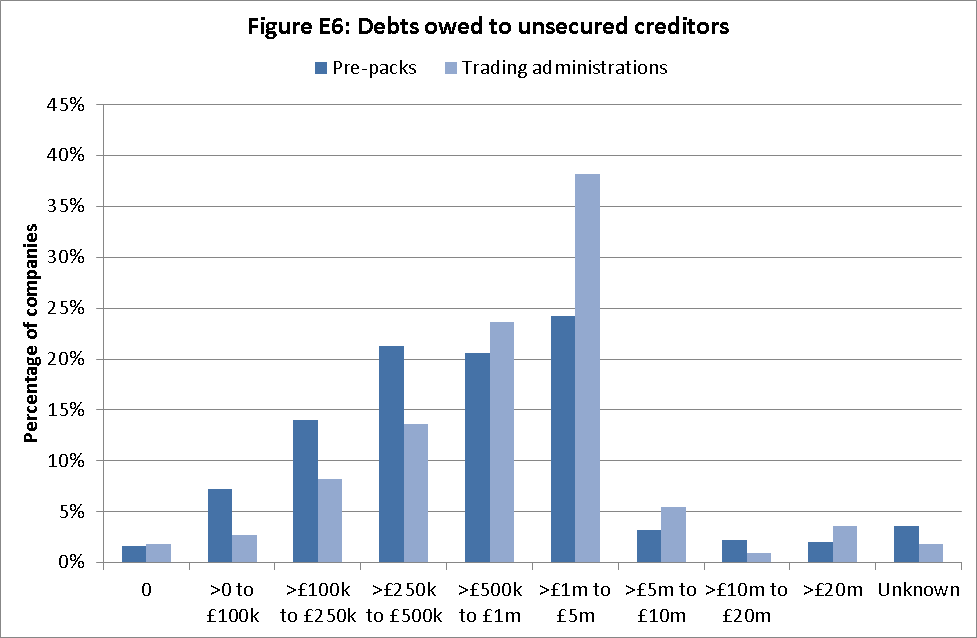 Figure E6: Debts owed to unsecured creditors
Pre-packs
Trading administrations
Percentage of companies
45%
40%
35%
30%
25%
20%
15%
10%
5%
0%
0
>0 to
£100k
>£100k
to £250k
>£250k
to £500k
>£500k
to £1m
>£1m to
£5m
>£5m to
£10m
>£10m to
£20m
>£20m
Unknown